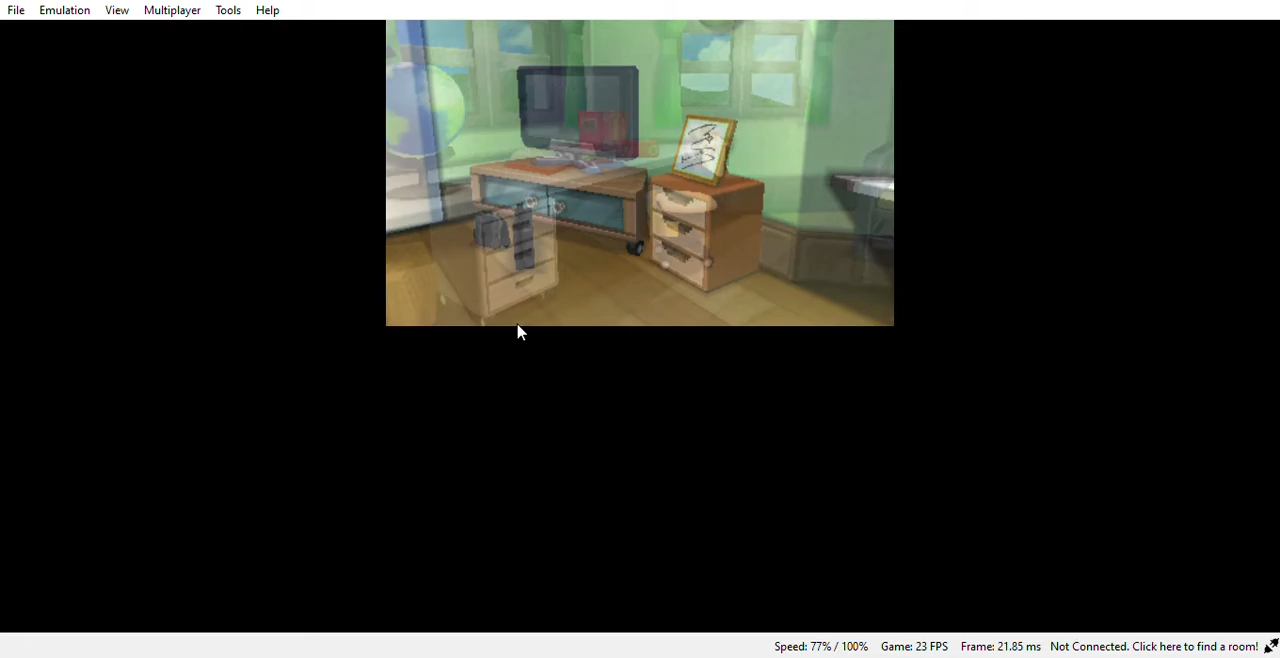 File Emulation View Multiplayer Tools Help
Speed: 77% / 100% Game: 23 FPS Frame: 21.85 ms Not Connected. Click here to find a room!